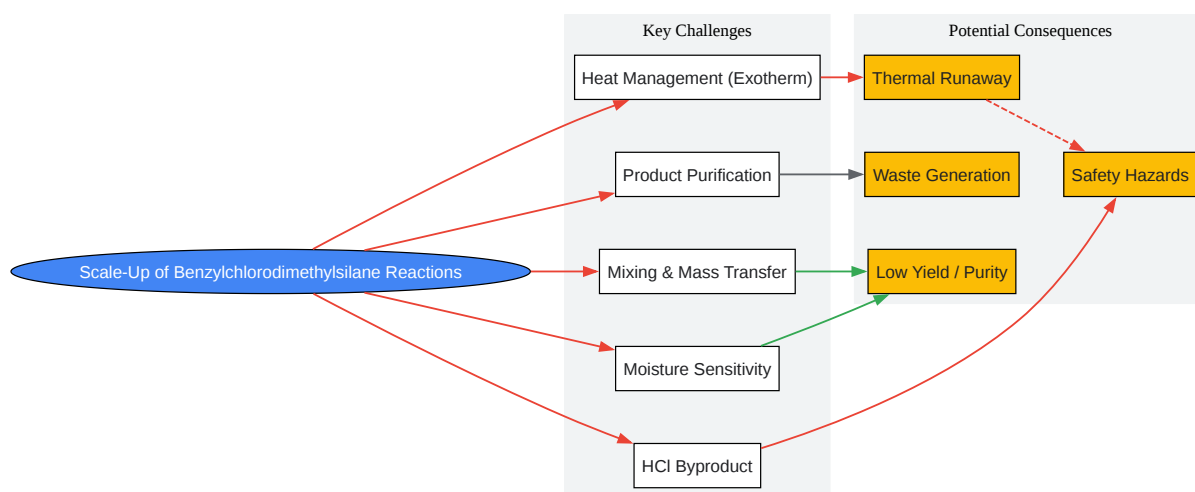 Key Challenges
Potential Consequences
Heat Management (Exotherm)
Thermal Runaway
Product Purification
Waste Generation
Safety Hazards
Scale-Up of Benzylchlorodimethylsilane Reactions
Mixing & Mass Transfer
Low Yield / Purity
Moisture Sensitivity
HCl Byproduct